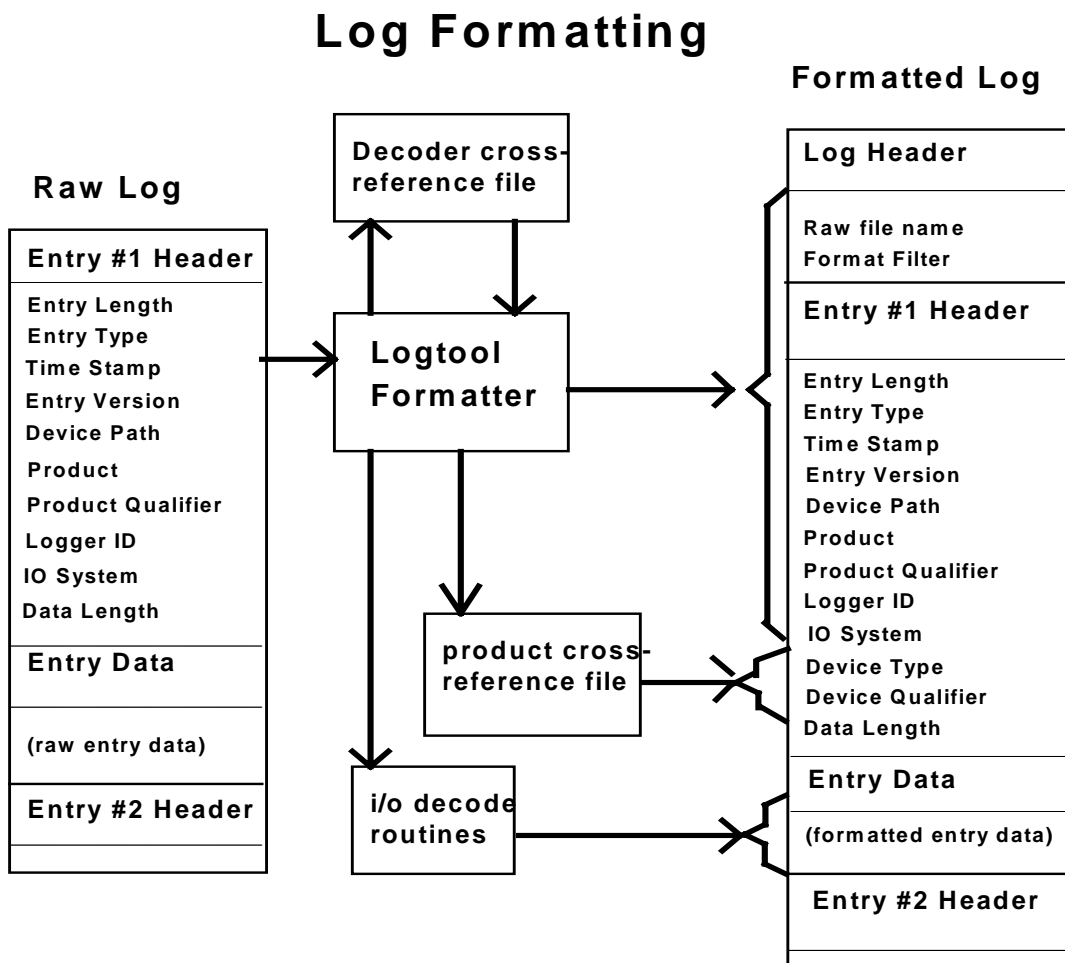 Log Formatting
Raw Log
Entry #1 Header
Entry Length
Entry Type
Time Stamp
Entry Version
Device Path
Product
Product Qualifier
Logger ID
IO System
Data Length
Entry Data
(raw entry data)
Entry #2 Header
Decoder cross-
reference file
Logtool
Formatter
product cross-
reference file
i/o decode
routines
Formatted Log
Log Header
Raw file name
Format Filter
Entry #1 Header
Entry Length
Entry Type
Time Stamp
Entry Version
Device Path
Product
Product Qualifier
Logger ID
IO System
Device Type
Device Qualifier
Data Length
Entry Data
(formatted entry data)
Entry #2 Header